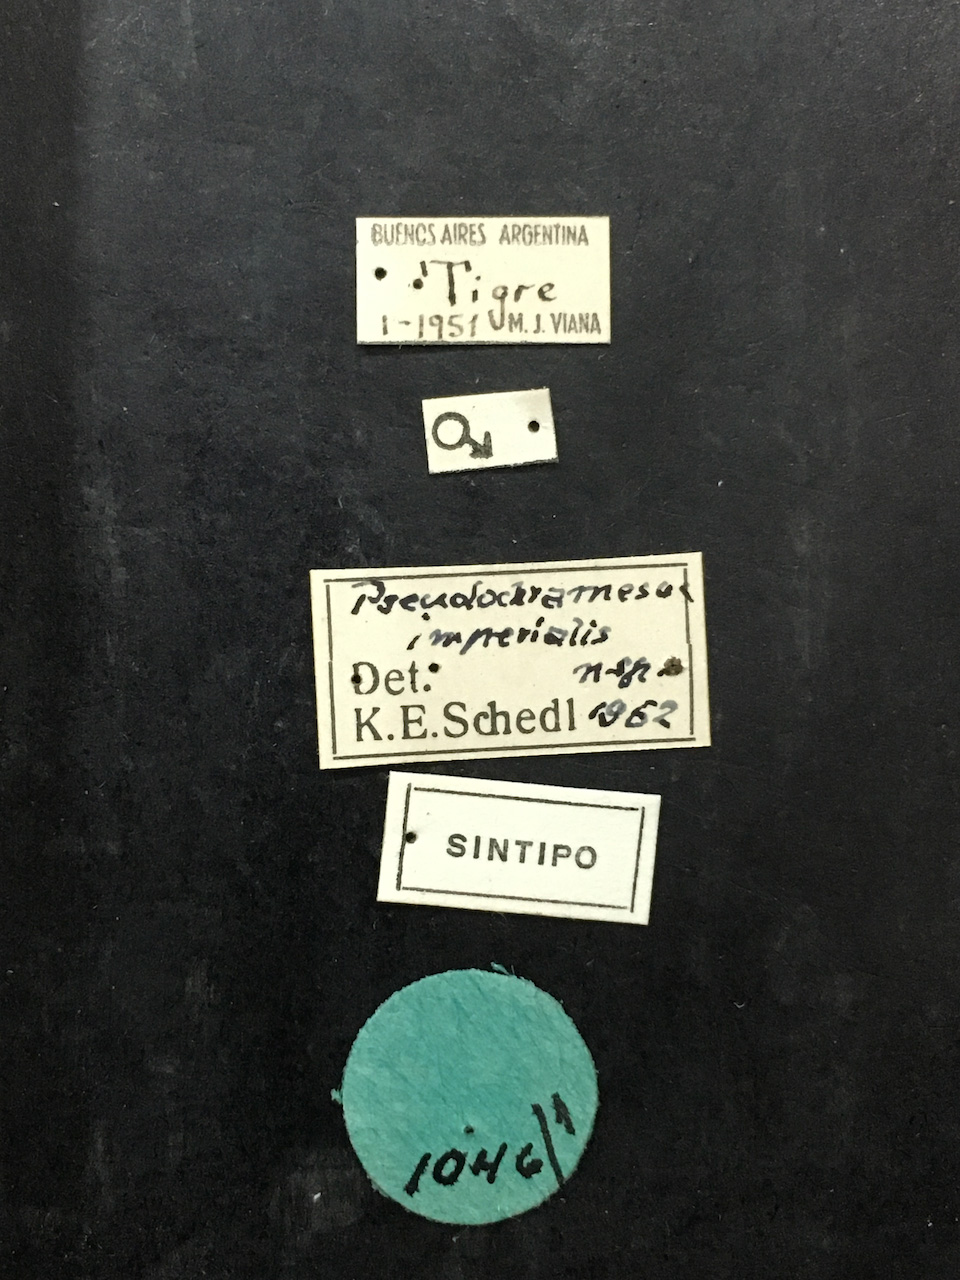 BUENOS AIRES ARGENTINA
Tigre
1-1951 M. J. VIANA
♂
Pseudochramesus
imperialis
Det. n. sp.
K.E.Schedl 1962
SINTIPO
1046/1